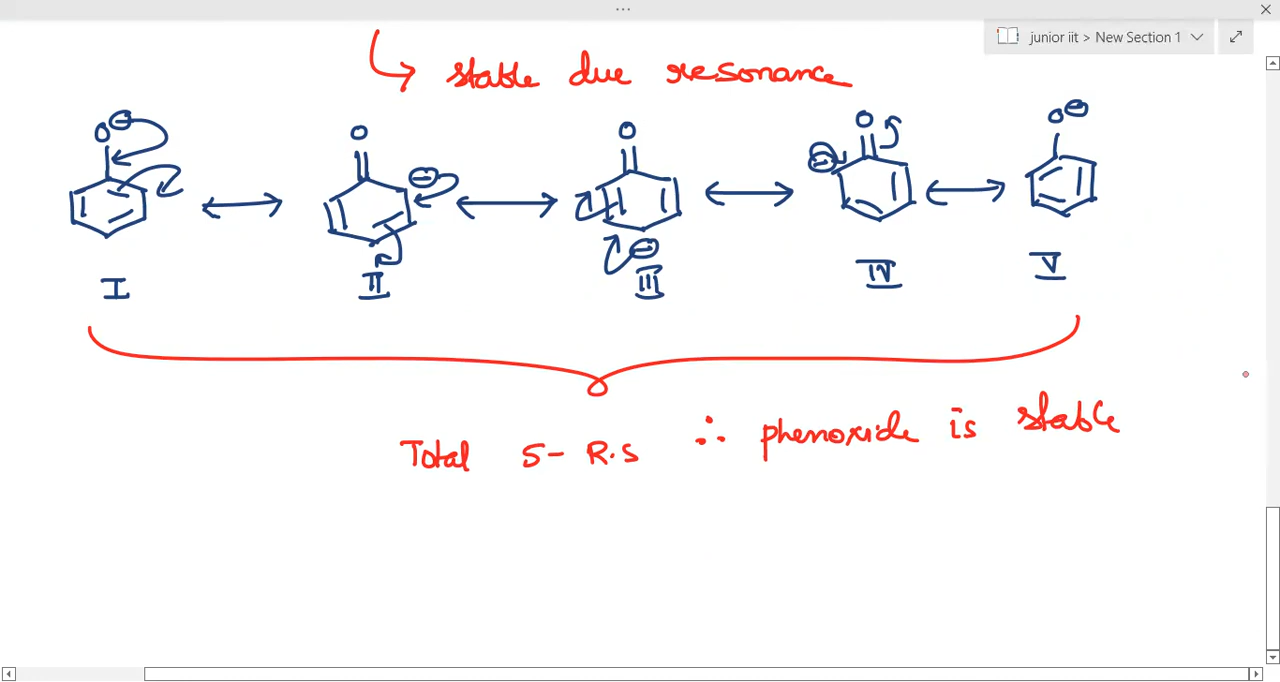 ...
junior iit > New Section 1
stable due resonance
O⊖ O O O O⊖
⊖ ⊖ ⊖
I II III IV V
Total 5- R.S ∴ phenoxide is stable